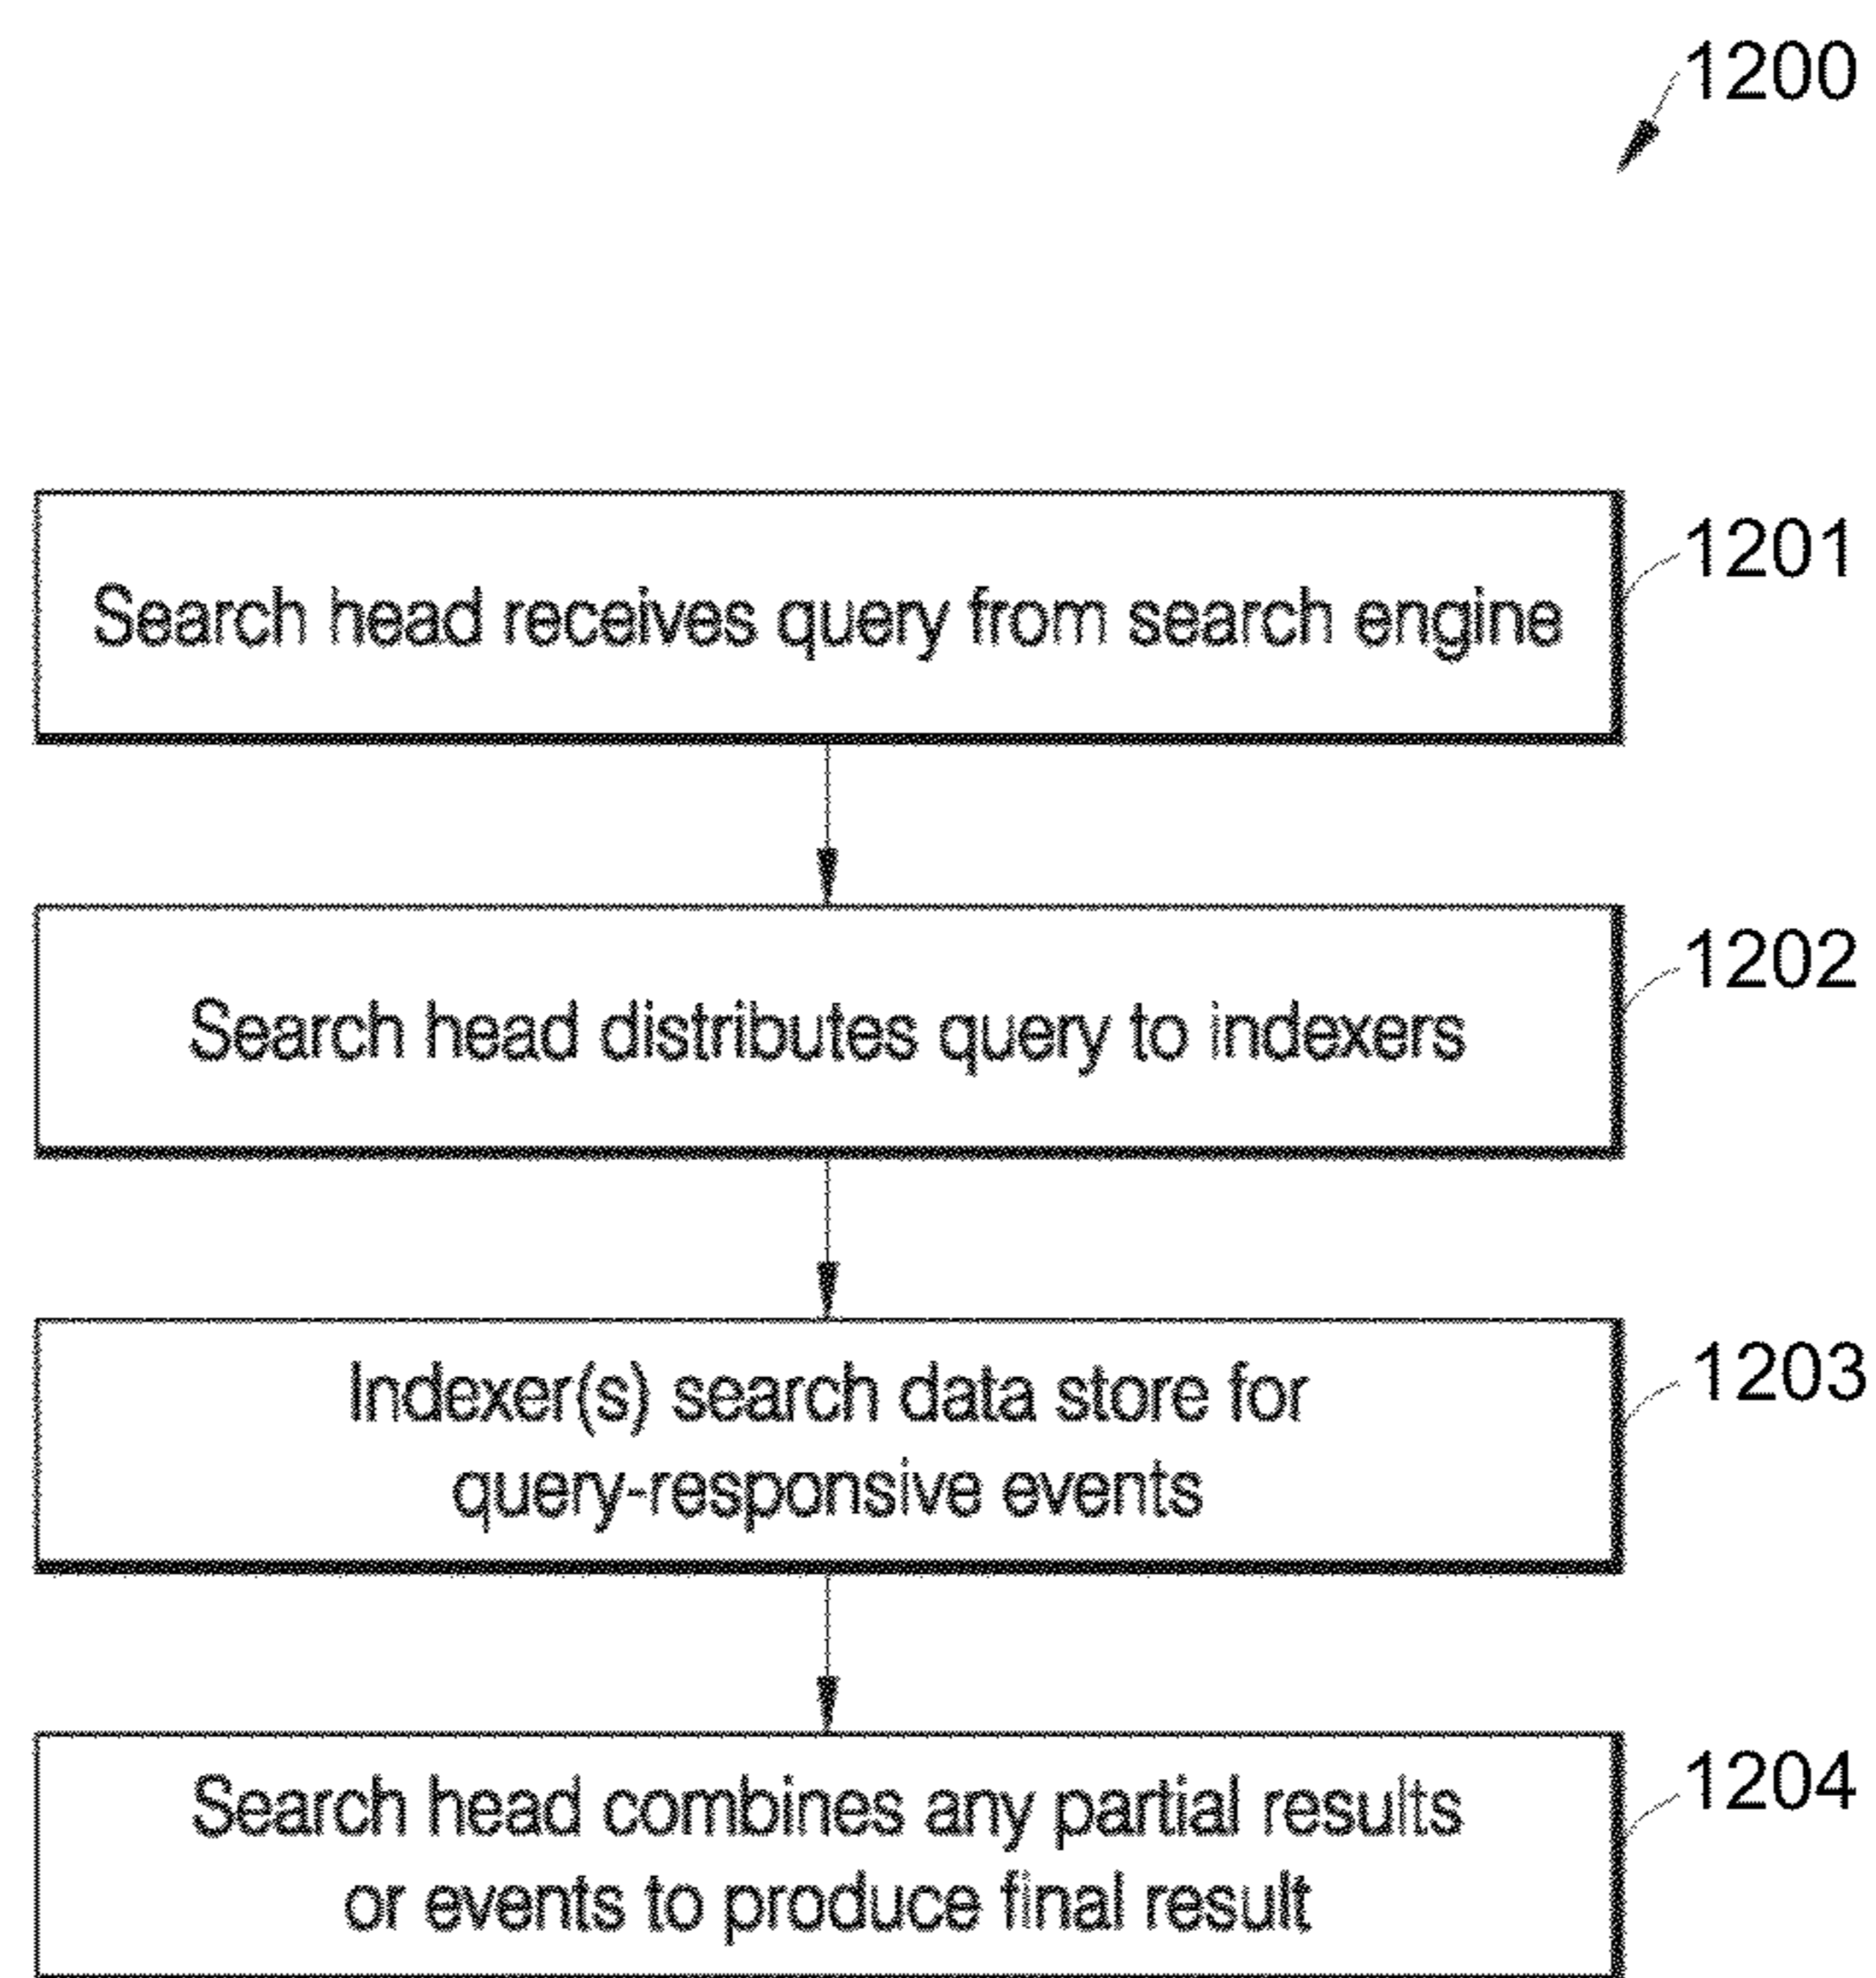 1200
Search head receives query from search engine
1201
Search head distributes query to indexers
1202
Indexer(s) search data store for
query-responsive events
1203
Search head combines any partial results
or events to produce final result
1204